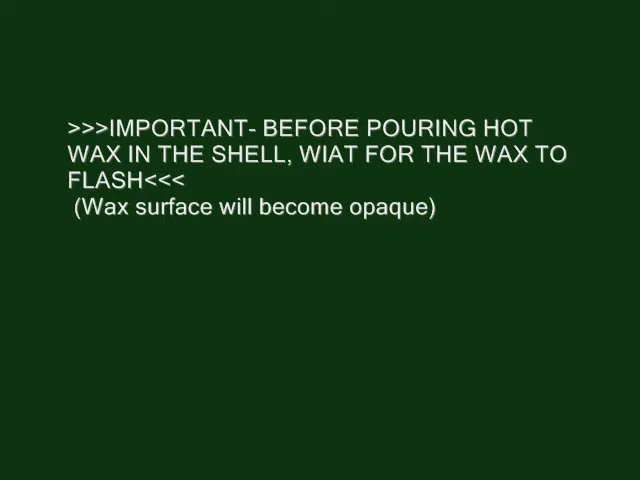 >>>IMPORTANT- BEFORE POURING HOT
WAX IN THE SHELL, WIAT FOR THE WAX TO
FLASH<<<
(Wax surface will become opaque)